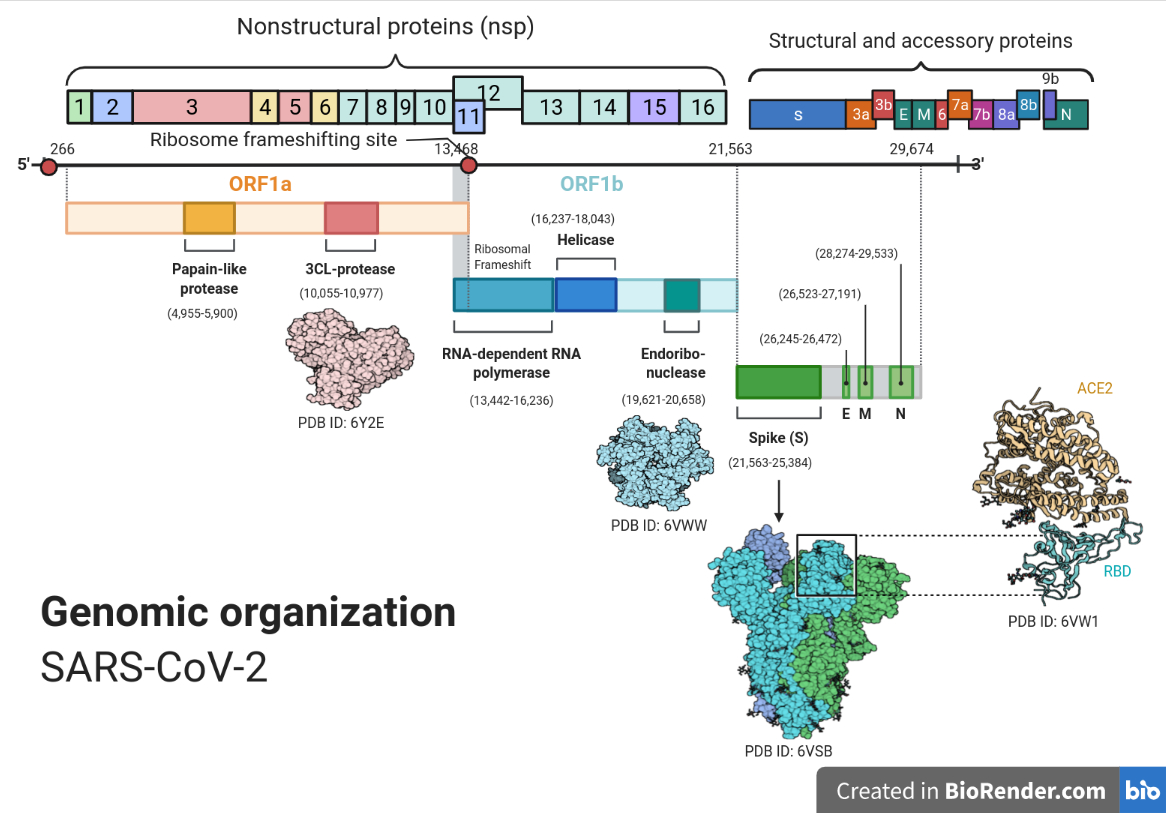 Nonstructural proteins (nsp)
Structural and accessory proteins
1 2 3 4 5 6 7 8 9 10 11 12 13 14 15 16
S 3a 3b E M 6 7a 7b 8a 8b 9b N
Ribosome frameshifting site
5' 266 13,468 21,563 29,674 3'
ORF1a
ORF1b
(16,237-18,043)
Helicase
Ribosomal
Frameshift
Papain-like
protease
(4,955-5,900)
3CL-protease
(10,055-10,977)
PDB ID: 6Y2E
RNA-dependent RNA
polymerase
(13,442-16,236)
Endoribo-
nuclease
(19,621-20,658)
PDB ID: 6VWW
(28,274-29,533)
(26,523-27,191)
(26,245-26,472)
E M N
Spike (S)
(21,563-25,384)
PDB ID: 6VSB
ACE2
RBD
PDB ID: 6VW1
Genomic organization
SARS-CoV-2
Created in BioRender.com bio